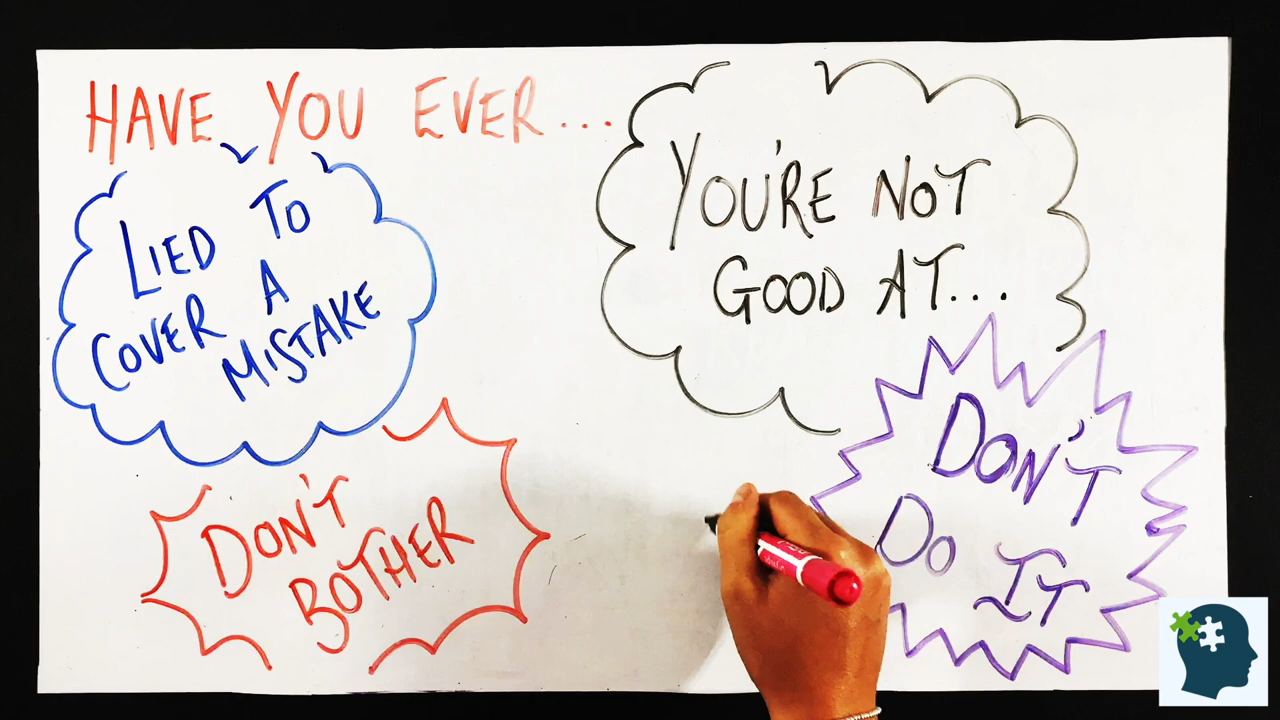 HAVE YOU EVER...
LIED TO
COVER A
MISTAKE
YOU'RE NOT
GOOD AT...
DON'T
BOTHER
DON'T
DO IT